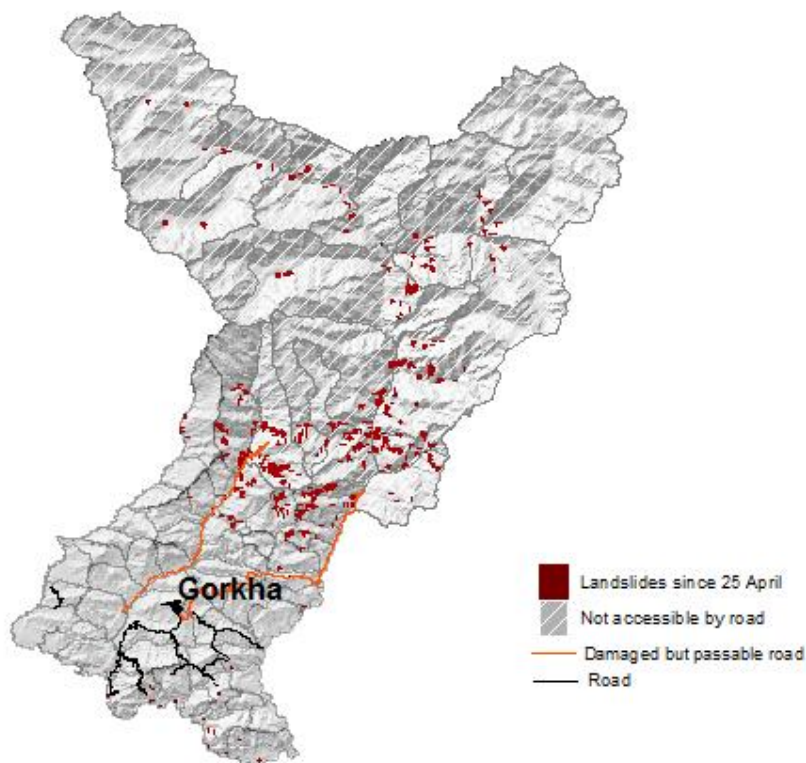 Gorkha
Landslides since 25 April
Not accessible by road
Damaged but passable road
Road